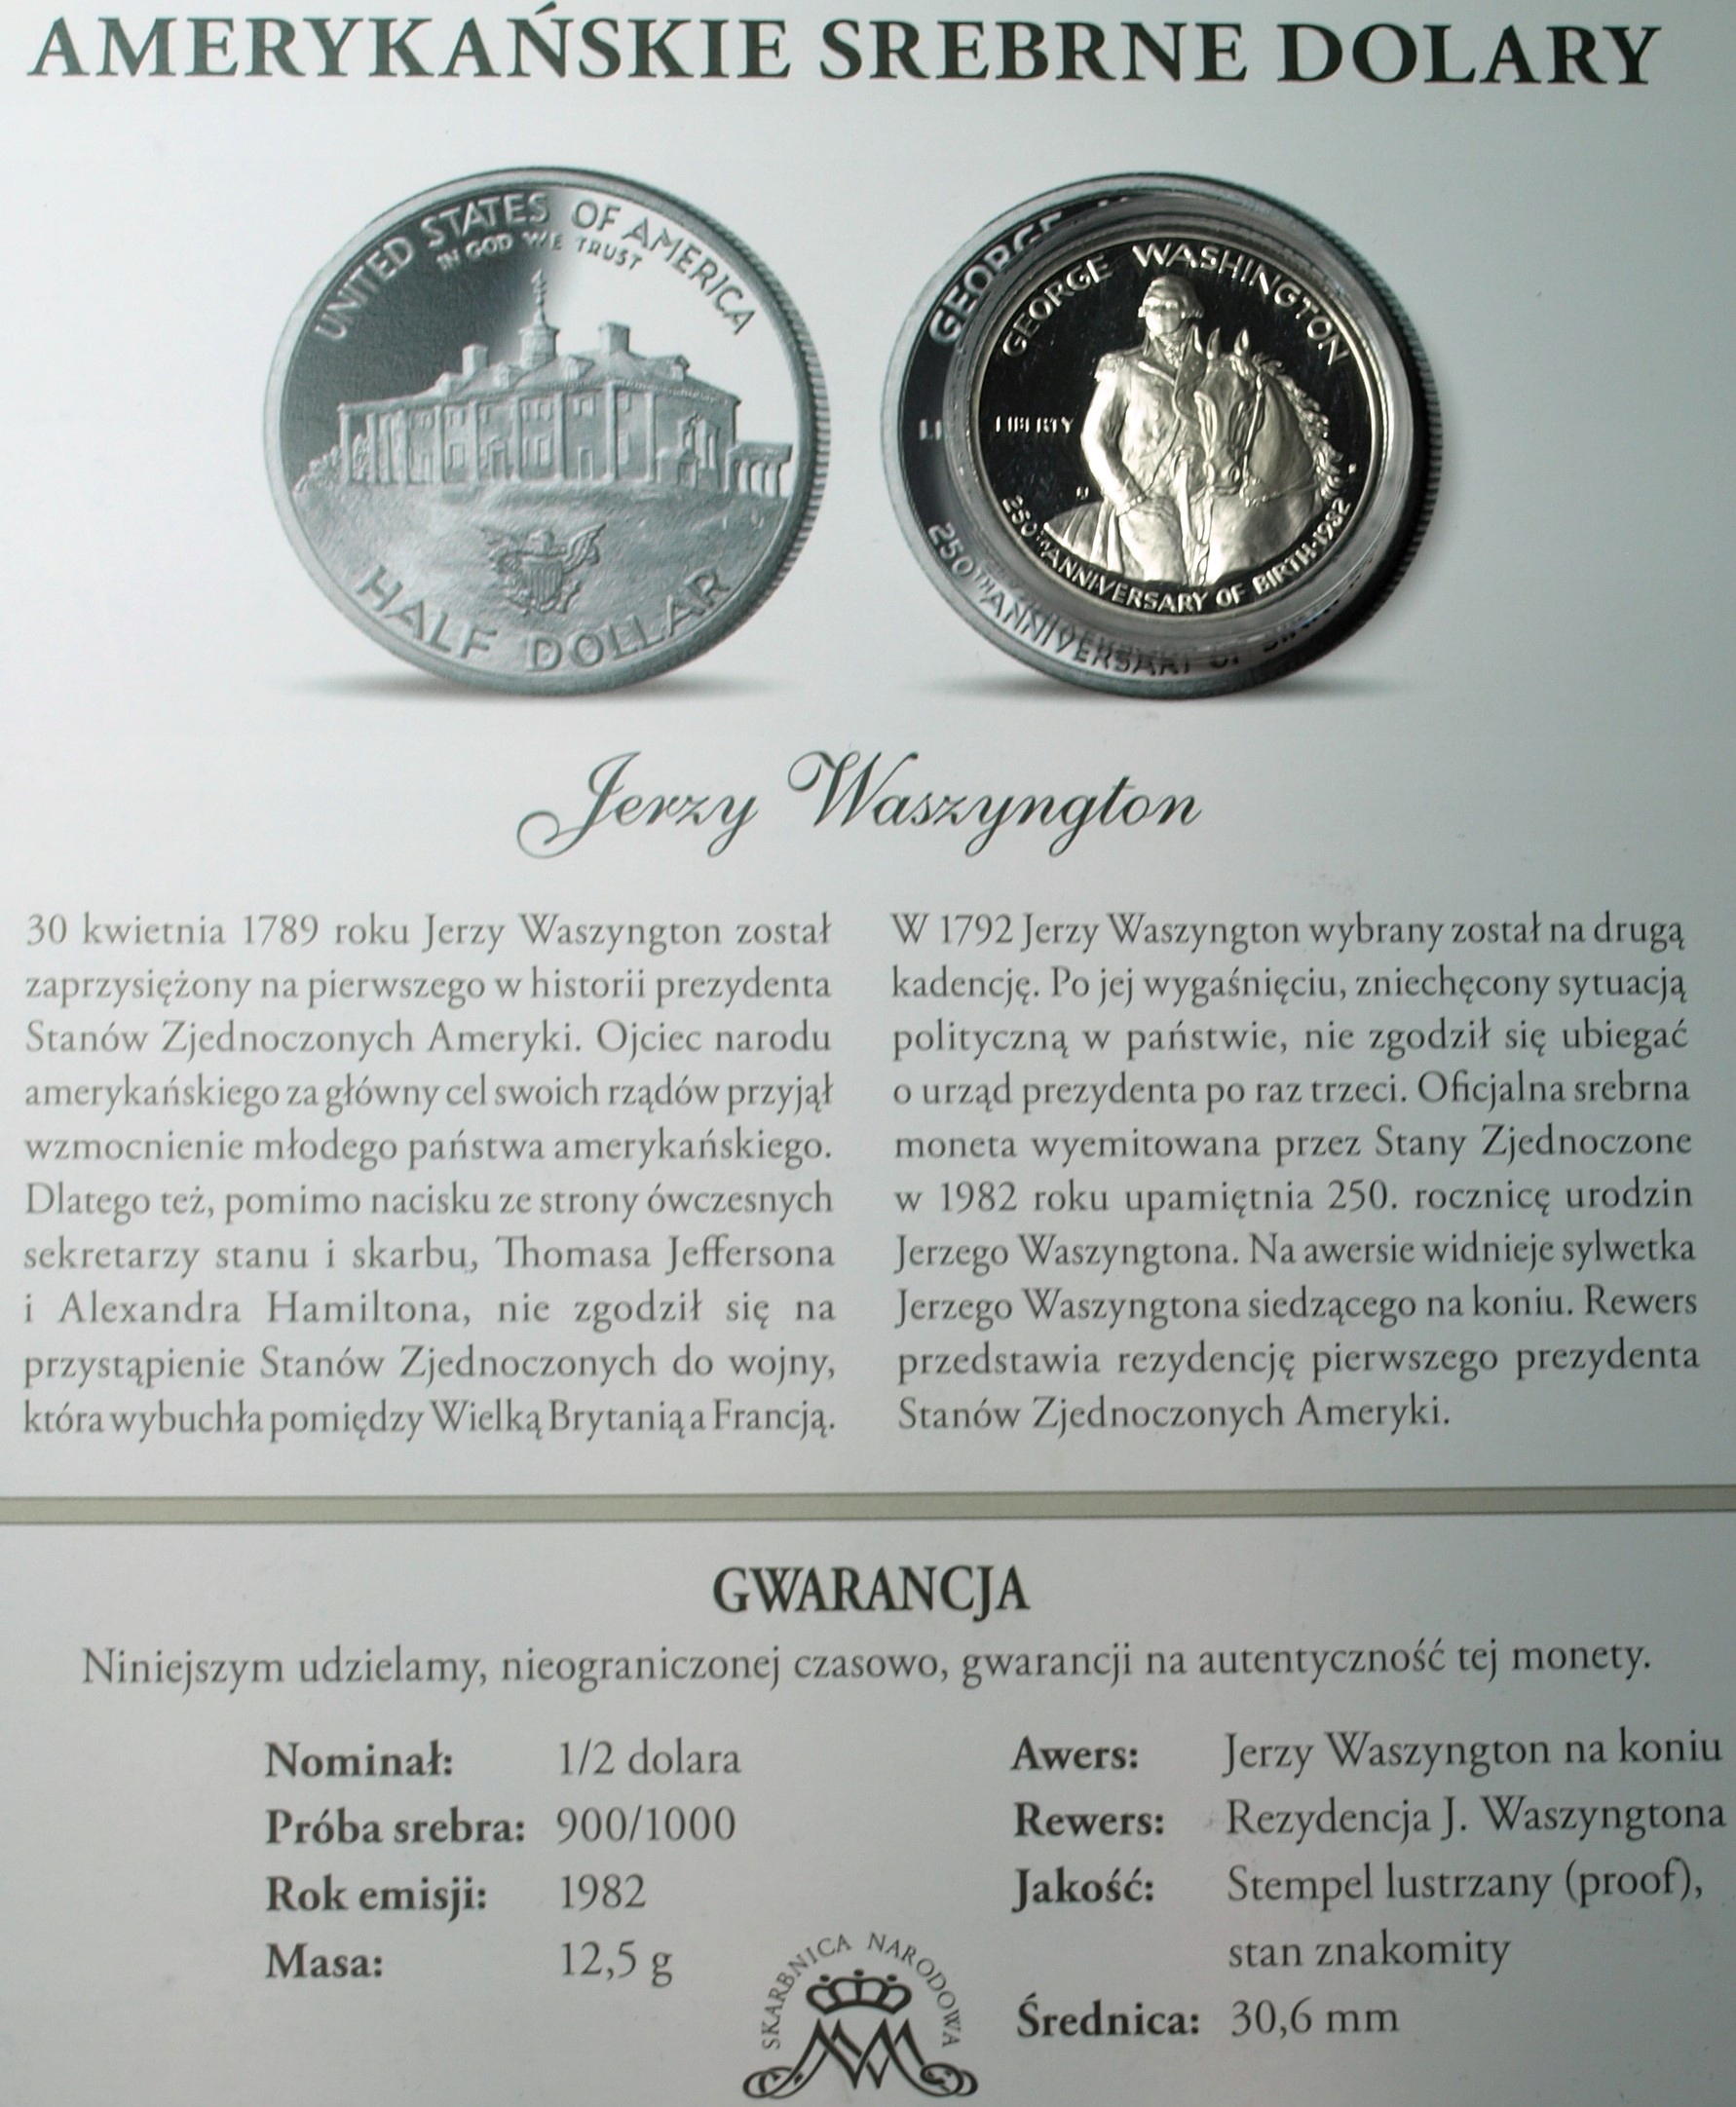 AMERYKAŃSKIE SREBRNE DOLARY
UNITED STATES OF AMERICA
IN GOD WE TRUST
HALF DOLLAR
GEORGE
LI
250TH ANNIVERSARY OF
GEORGE WASHINGTON
LIBERTY
250TH ANNIVERSARY OF BIRTH·1982
Jerzy Waszyngton
30 kwietnia 1789 roku Jerzy Waszyngton został
zaprzysiężony na pierwszego w historii prezydenta
Stanów Zjednoczonych Ameryki. Ojciec narodu
amerykańskiego za główny cel swoich rządów przyjął
wzmocnienie młodego państwa amerykańskiego.
Dlatego też, pomimo nacisku ze strony ówczesnych
sekretarzy stanu i skarbu, Thomasa Jeffersona
i Alexandra Hamiltona, nie zgodził się na
przystąpienie Stanów Zjednoczonych do wojny,
która wybuchła pomiędzy Wielką Brytanią a Francją.
W 1792 Jerzy Waszyngton wybrany został na drugą
kadencję. Po jej wygaśnięciu, zniechęcony sytuacją
polityczną w państwie, nie zgodził się ubiegać
o urząd prezydenta po raz trzeci. Oficjalna srebrna
moneta wyemitowana przez Stany Zjednoczone
w 1982 roku upamiętnia 250. rocznicę urodzin
Jerzego Waszyngtona. Na awersie widnieje sylwetka
Jerzego Waszyngtona siedzącego na koniu. Rewers
przedstawia rezydencję pierwszego prezydenta
Stanów Zjednoczonych Ameryki.
GWARANCJA
Niniejszym udzielamy, nieograniczonej czasowo, gwarancji na autentyczność tej monety.
Nominał: 1/2 dolara
Próba srebra: 900/1000
Rok emisji: 1982
Masa: 12,5 g
Awers: Jerzy Waszyngton na koniu
Rewers: Rezydencja J. Waszyngtona
Jakość: Stempel lustrzany (proof),
stan znakomity
Średnica: 30,6 mm
SKARBNICA NARODOWA